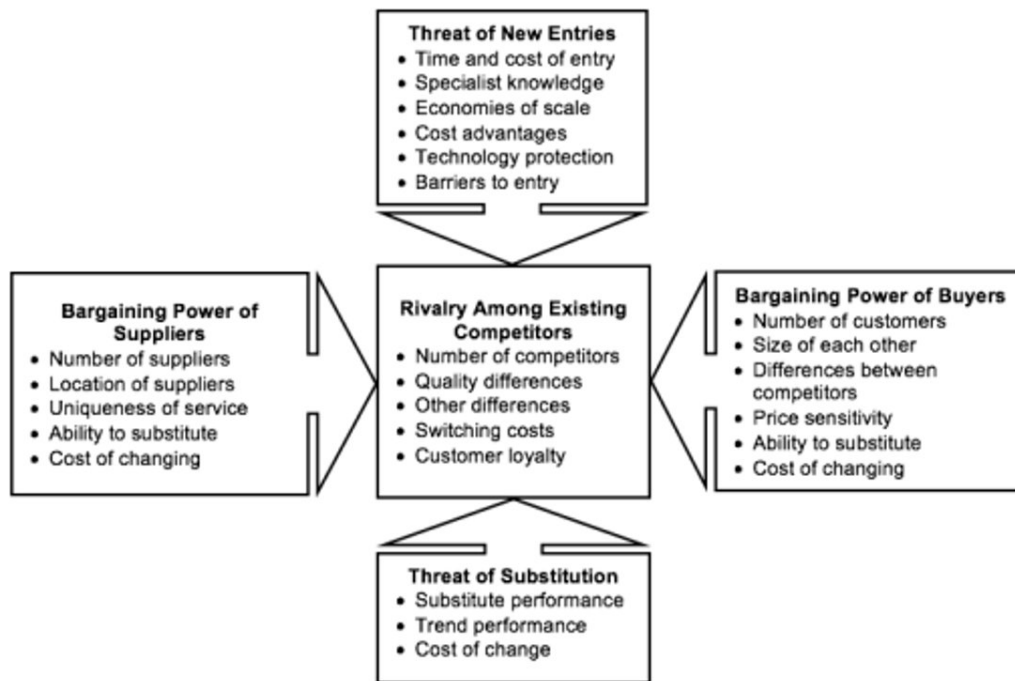 Threat of New Entries
• Time and cost of entry
• Specialist knowledge
• Economies of scale
• Cost advantages
• Technology protection
• Barriers to entry
Bargaining Power of
Suppliers
• Number of suppliers
• Location of suppliers
• Uniqueness of service
• Ability to substitute
• Cost of changing
Rivalry Among Existing
Competitors
• Number of competitors
• Quality differences
• Other differences
• Switching costs
• Customer loyalty
Bargaining Power of Buyers
• Number of customers
• Size of each other
• Differences between
competitors
• Price sensitivity
• Ability to substitute
• Cost of changing
Threat of Substitution
• Substitute performance
• Trend performance
• Cost of change